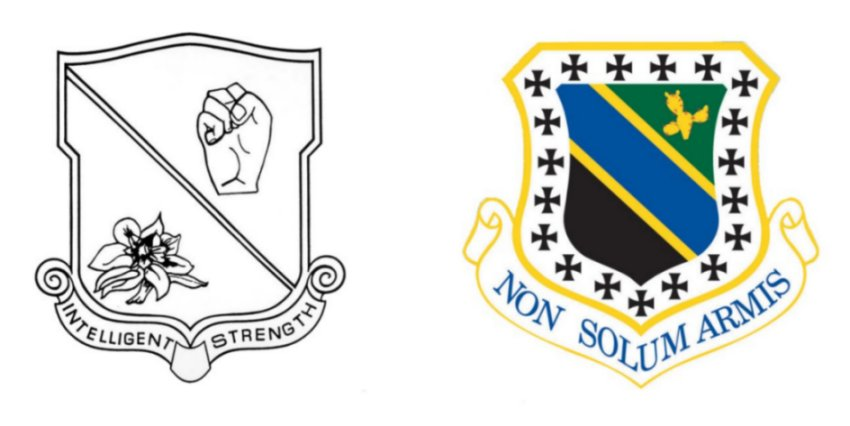 INTELLIGENT STRENGTH
NON SOLUM ARMIS